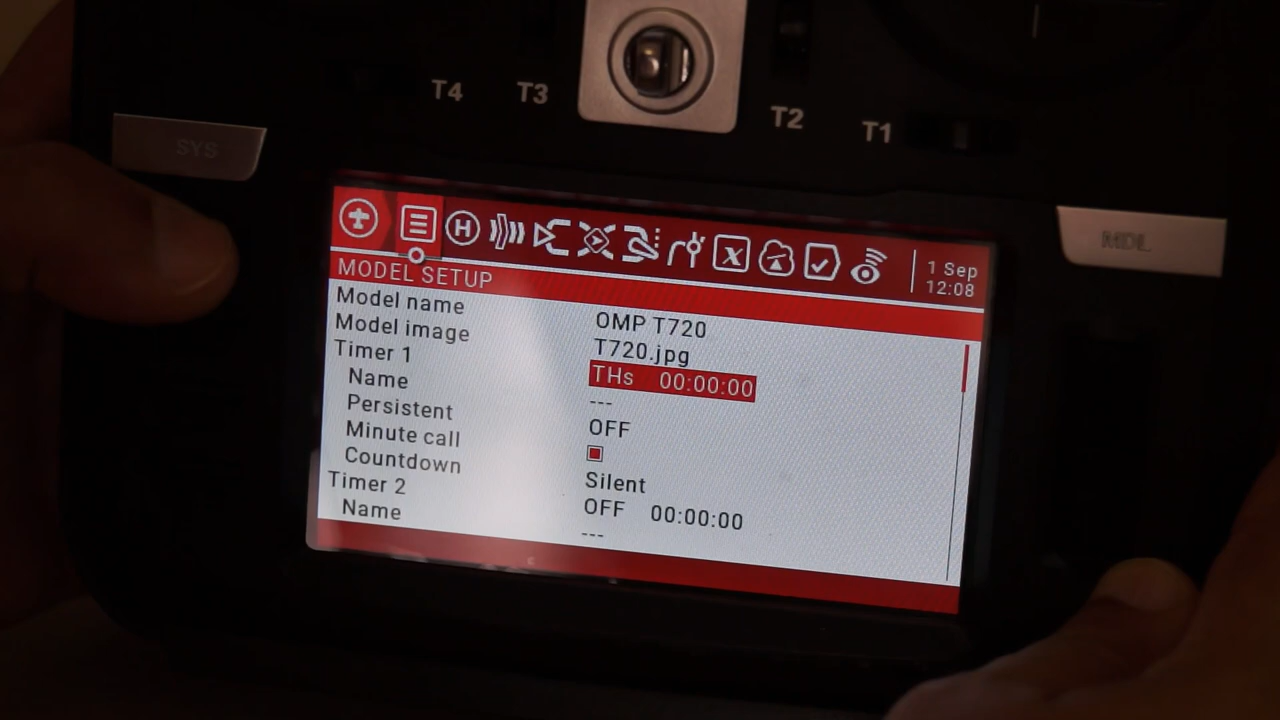 T4 T3 T2 T1
SYS
MDL
H X 1 Sep
12:08
MODEL SETUP
Model name OMP T720
Model image T720.jpg
Timer 1 THs 00:00:00
Name ---
Persistent OFF
Minute call
Countdown Silent
Timer 2 OFF 00:00:00
Name ---